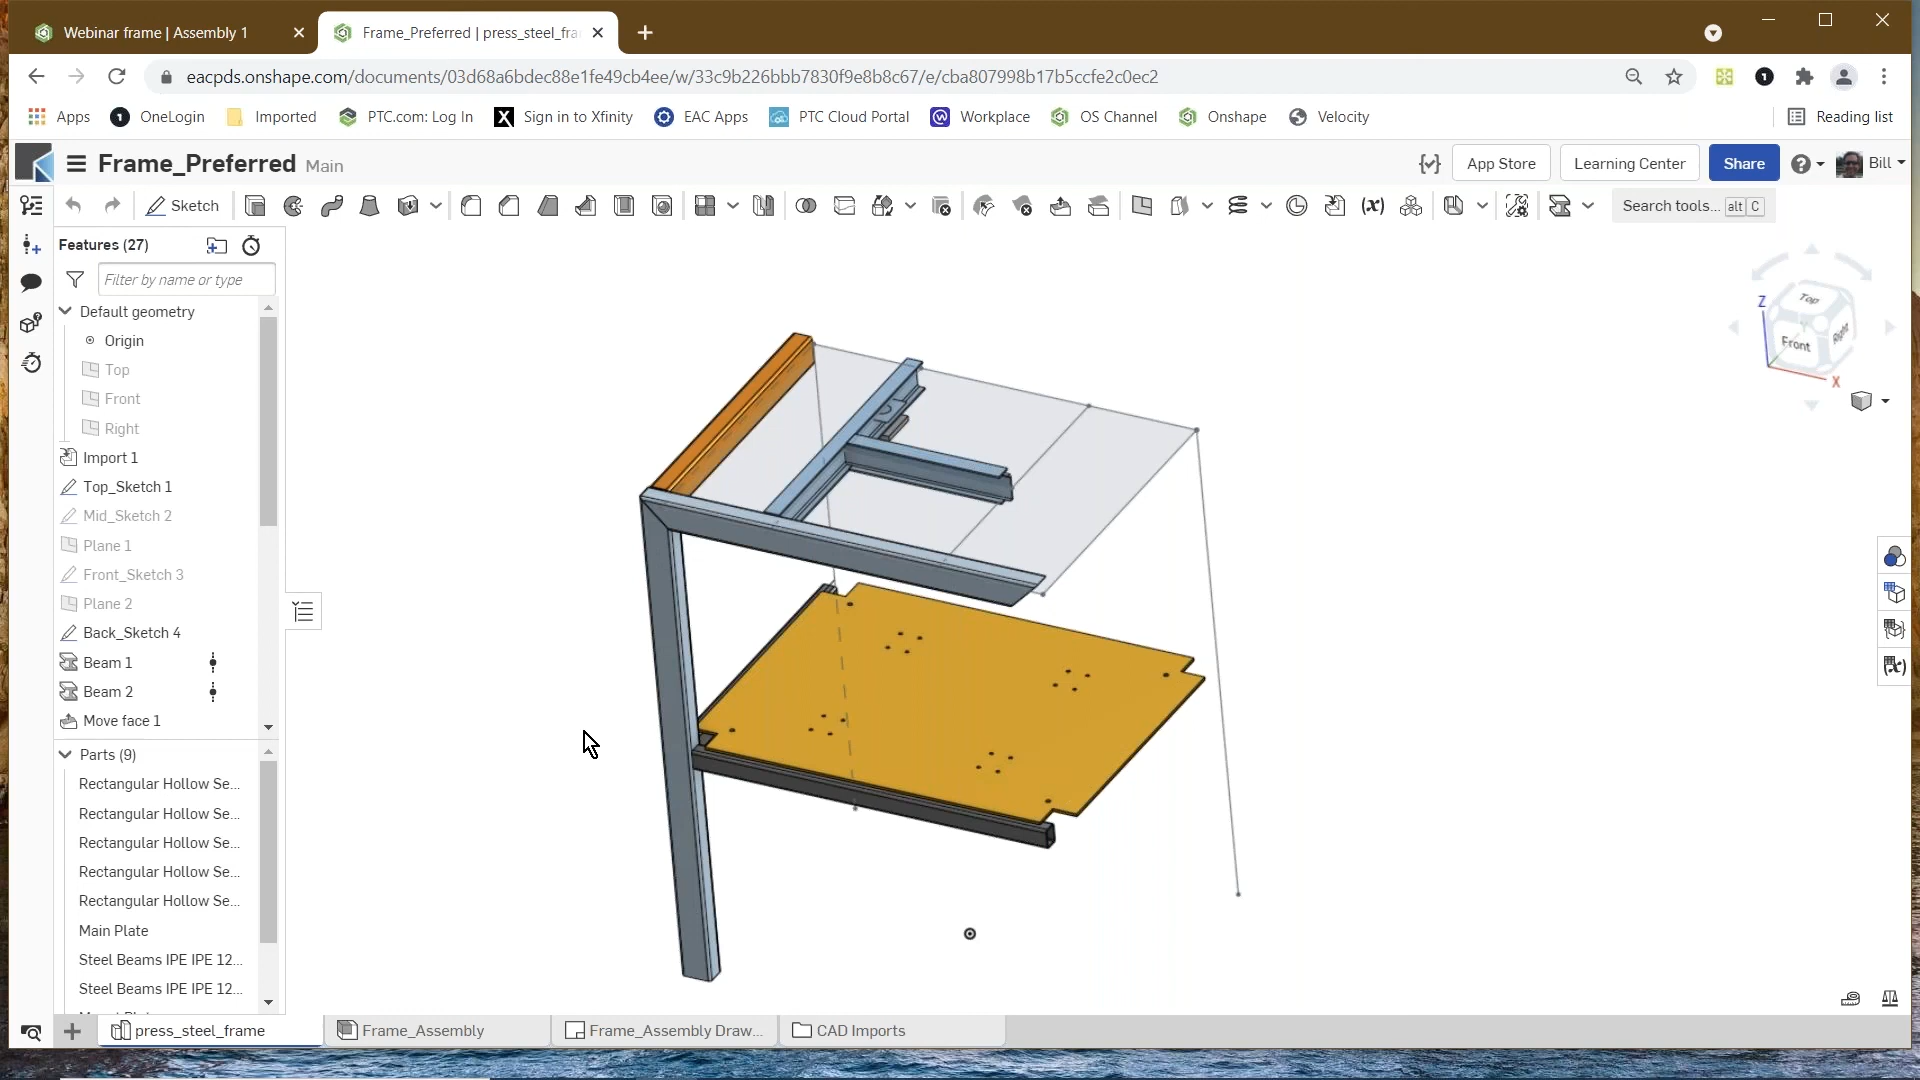 Webinar frame | Assembly 1
Frame_Preferred | press_steel_fra
eacpds.onshape.com/documents/03d68a6bdec88e1fe49cb4ee/w/33c9b226bbb7830f9e8b8c67/e/cba807998b17b5ccfe2c0ec2
Apps
OneLogin
Imported
PTC.com: Log In
Sign in to Xfinity
EAC Apps
PTC Cloud Portal
Workplace
OS Channel
Onshape
Velocity
Reading list
Frame_Preferred Main
App Store
Learning Center
Share
Bill
Sketch
Search tools... alt C
Features (27)
Filter by name or type
Default geometry
Origin
Top
Front
Right
Import 1
Top_Sketch 1
Mid_Sketch 2
Plane 1
Front_Sketch 3
Plane 2
Back_Sketch 4
Beam 1
Beam 2
Move face 1
Parts (9)
Rectangular Hollow Se...
Rectangular Hollow Se...
Rectangular Hollow Se...
Rectangular Hollow Se...
Rectangular Hollow Se...
Main Plate
Steel Beams IPE IPE 12...
Steel Beams IPE IPE 12...
Z
Top
Front
Right
X
press_steel_frame
Frame_Assembly
Frame_Assembly Draw...
CAD Imports